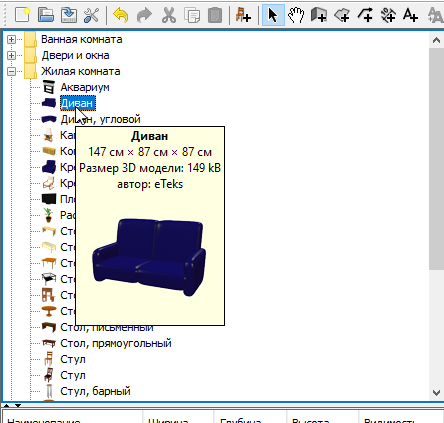 Ванная комната
Двери и окна
Жилая комната
Аквариум
Диван
Диван, угловой
Диван
147 см × 87 см × 87 см
Размер 3D модели: 149 kB
автор: eTeks
Стол, письменный
Стол, прямоугольный
Стул
Стул
Стул, барный
Наименование
Ширина
Глубина
Высота
Видимость